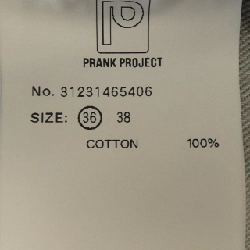 P
PRANK PROJECT
No. 31231465406
SIZE: 36 38
COTTON 100%